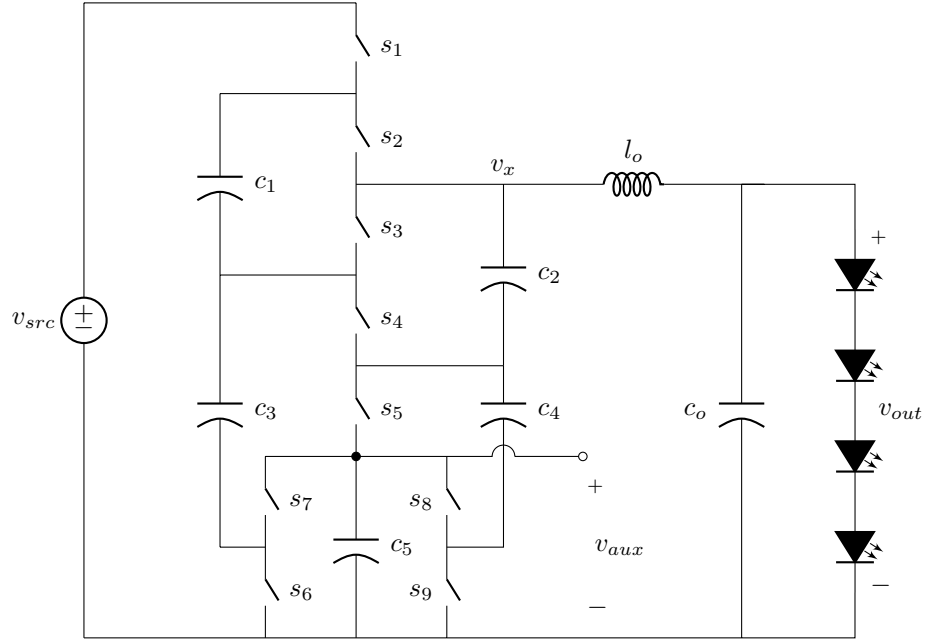 s1
s2
vx
lo
c1
s3
+
c2
s4
vsrc
+
−
c3
s5
c4
co
vout
s7
s8
+
c5
vaux
s6
s9
−
−